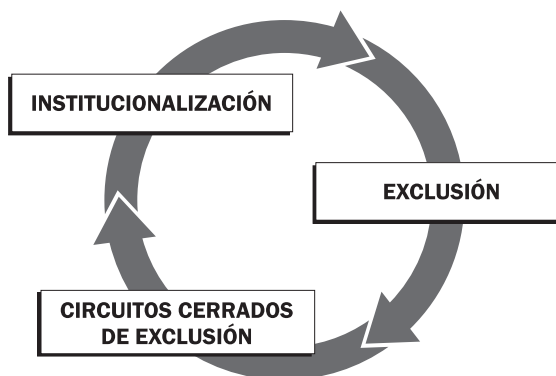 INSTITUCIONALIZACIÓN
EXCLUSIÓN
CIRCUITOS CERRADOS
DE EXCLUSIÓN